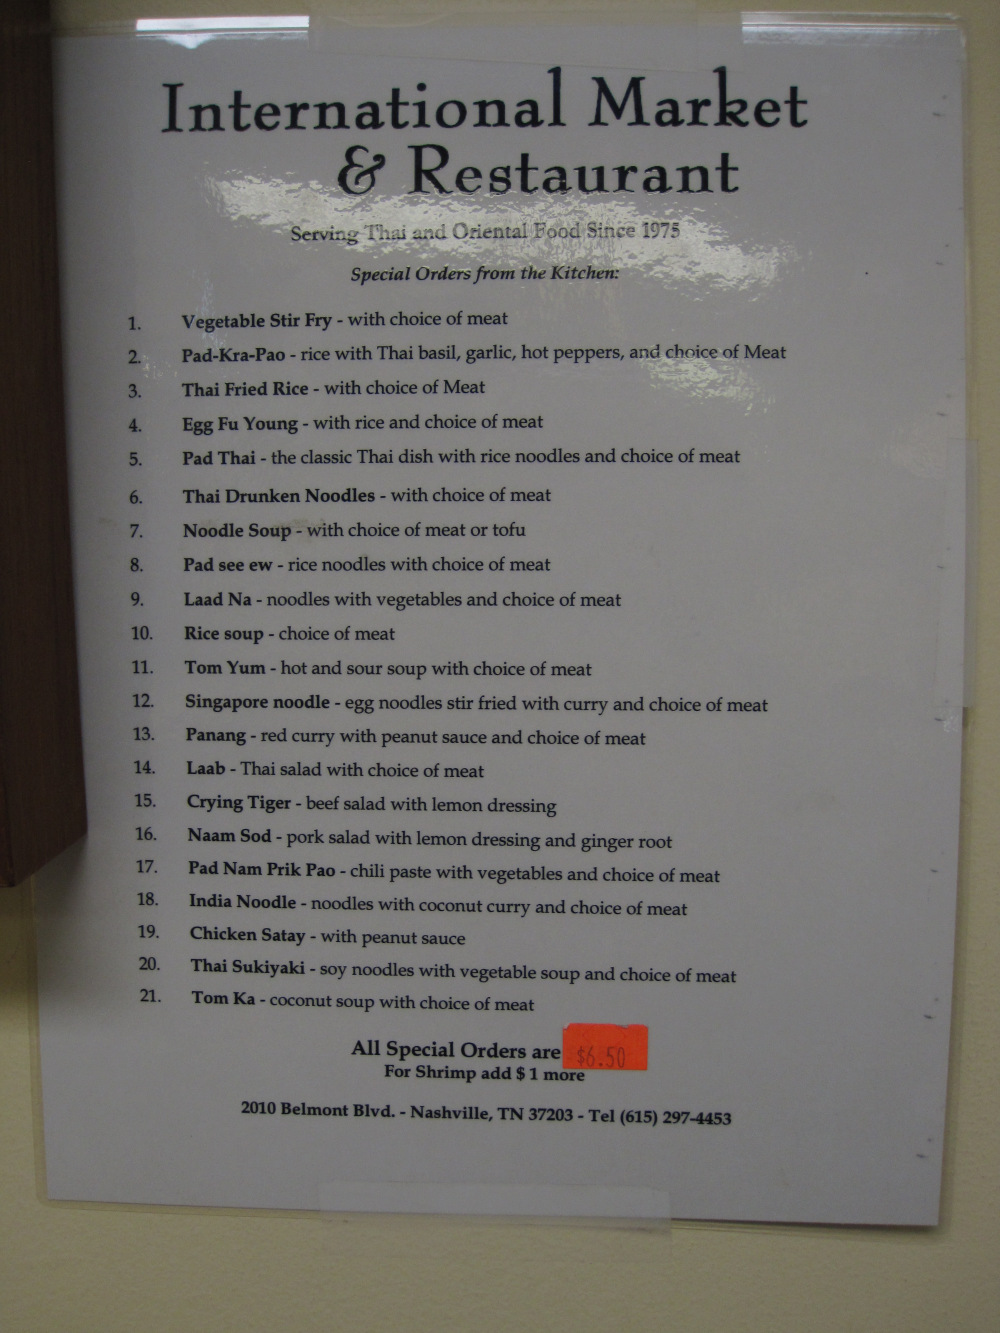 International Market
& Restaurant
Serving Thai and Oriental Food Since 1975
Special Orders from the Kitchen:
1. Vegetable Stir Fry - with choice of meat
2. Pad-Kra-Pao - rice with Thai basil, garlic, hot peppers, and choice of Meat
3. Thai Fried Rice - with choice of Meat
4. Egg Fu Young - with rice and choice of meat
5. Pad Thai - the classic Thai dish with rice noodles and choice of meat
6. Thai Drunken Noodles - with choice of meat
7. Noodle Soup - with choice of meat or tofu
8. Pad see ew - rice noodles with choice of meat
9. Laad Na - noodles with vegetables and choice of meat
10. Rice soup - choice of meat
11. Tom Yum - hot and sour soup with choice of meat
12. Singapore noodle - egg noodles stir fried with curry and choice of meat
13. Panang - red curry with peanut sauce and choice of meat
14. Laab - Thai salad with choice of meat
15. Crying Tiger - beef salad with lemon dressing
16. Naam Sod - pork salad with lemon dressing and ginger root
17. Pad Nam Prik Pao - chili paste with vegetables and choice of meat
18. India Noodle - noodles with coconut curry and choice of meat
19. Chicken Satay - with peanut sauce
20. Thai Sukiyaki - soy noodles with vegetable soup and choice of meat
21. Tom Ka - coconut soup with choice of meat
All Special Orders are $6.50
For Shrimp add $ 1 more
2010 Belmont Blvd. - Nashville, TN 37203 - Tel (615) 297-4453